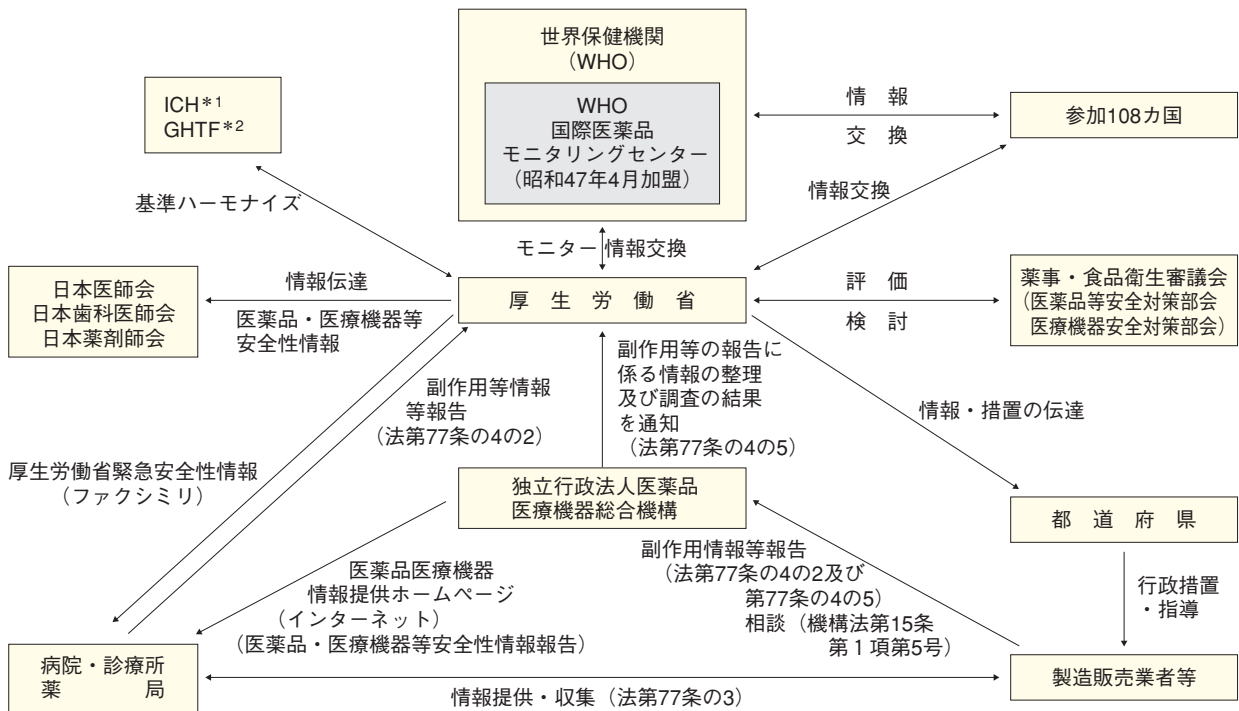 世界保健機関
（WHO）
WHO
国際医薬品
モニタリングセンター
（昭和47年4月加盟）
ICH＊1
GHTF＊2
情　報
交　換
参加108カ国
基準ハーモナイズ
情報交換
モニター 情報交換
日本医師会
日本歯科医師会
日本薬剤師会
情報伝達
医薬品・医療機器等
安全性情報
厚　生　労　働　省
評　価
検　討
薬事・食品衛生審議会
（医薬品等安全対策部会
医療機器安全対策部会）
副作用等情報
等報告
（法第77条の4の2）
副作用等の報告に
係る情報の整理
及び調査の結果
を通知
（法第77条の4の5）
情報・措置の伝達
厚生労働省緊急安全性情報
（ファクシミリ）
独立行政法人医薬品
医療機器総合機構
都　道　府　県
医薬品医療機器
情報提供ホームページ
（インターネット）
（医薬品・医療機器等安全性情報報告）
副作用情報等報告
（法第77条の4の2及び
第77条の4の5）
相談（機構法第15条
第１項第5号）
行政措置
・指導
病院・診療所
薬　　　局
情報提供・収集（法第77条の3）
製造販売業者等